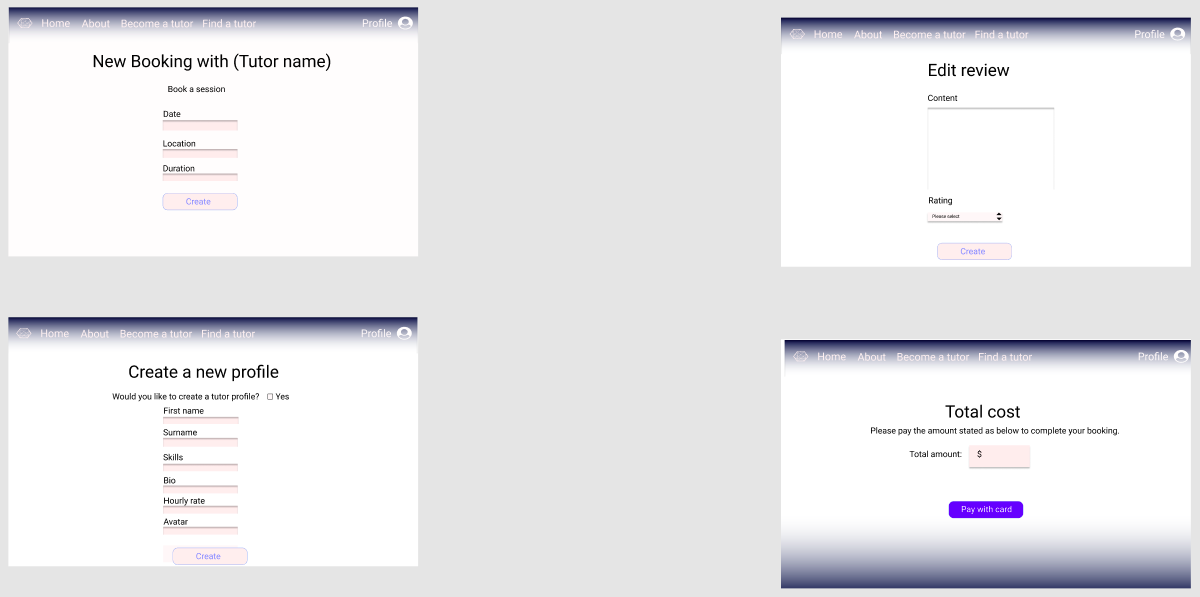 Home About Become a tutor Find a tutor Profile
New Booking with (Tutor name)
Book a session
Date
Location
Duration
Create
Home About Become a tutor Find a tutor Profile
Edit review
Content
Rating
Please select
Create
Home About Become a tutor Find a tutor Profile
Create a new profile
Would you like to create a tutor profile? Yes
First name
Surname
Skills
Bio
Hourly rate
Avatar
Create
Home About Become a tutor Find a tutor Profile
Total cost
Please pay the amount stated as below to complete your booking.
Total amount: $
Pay with card